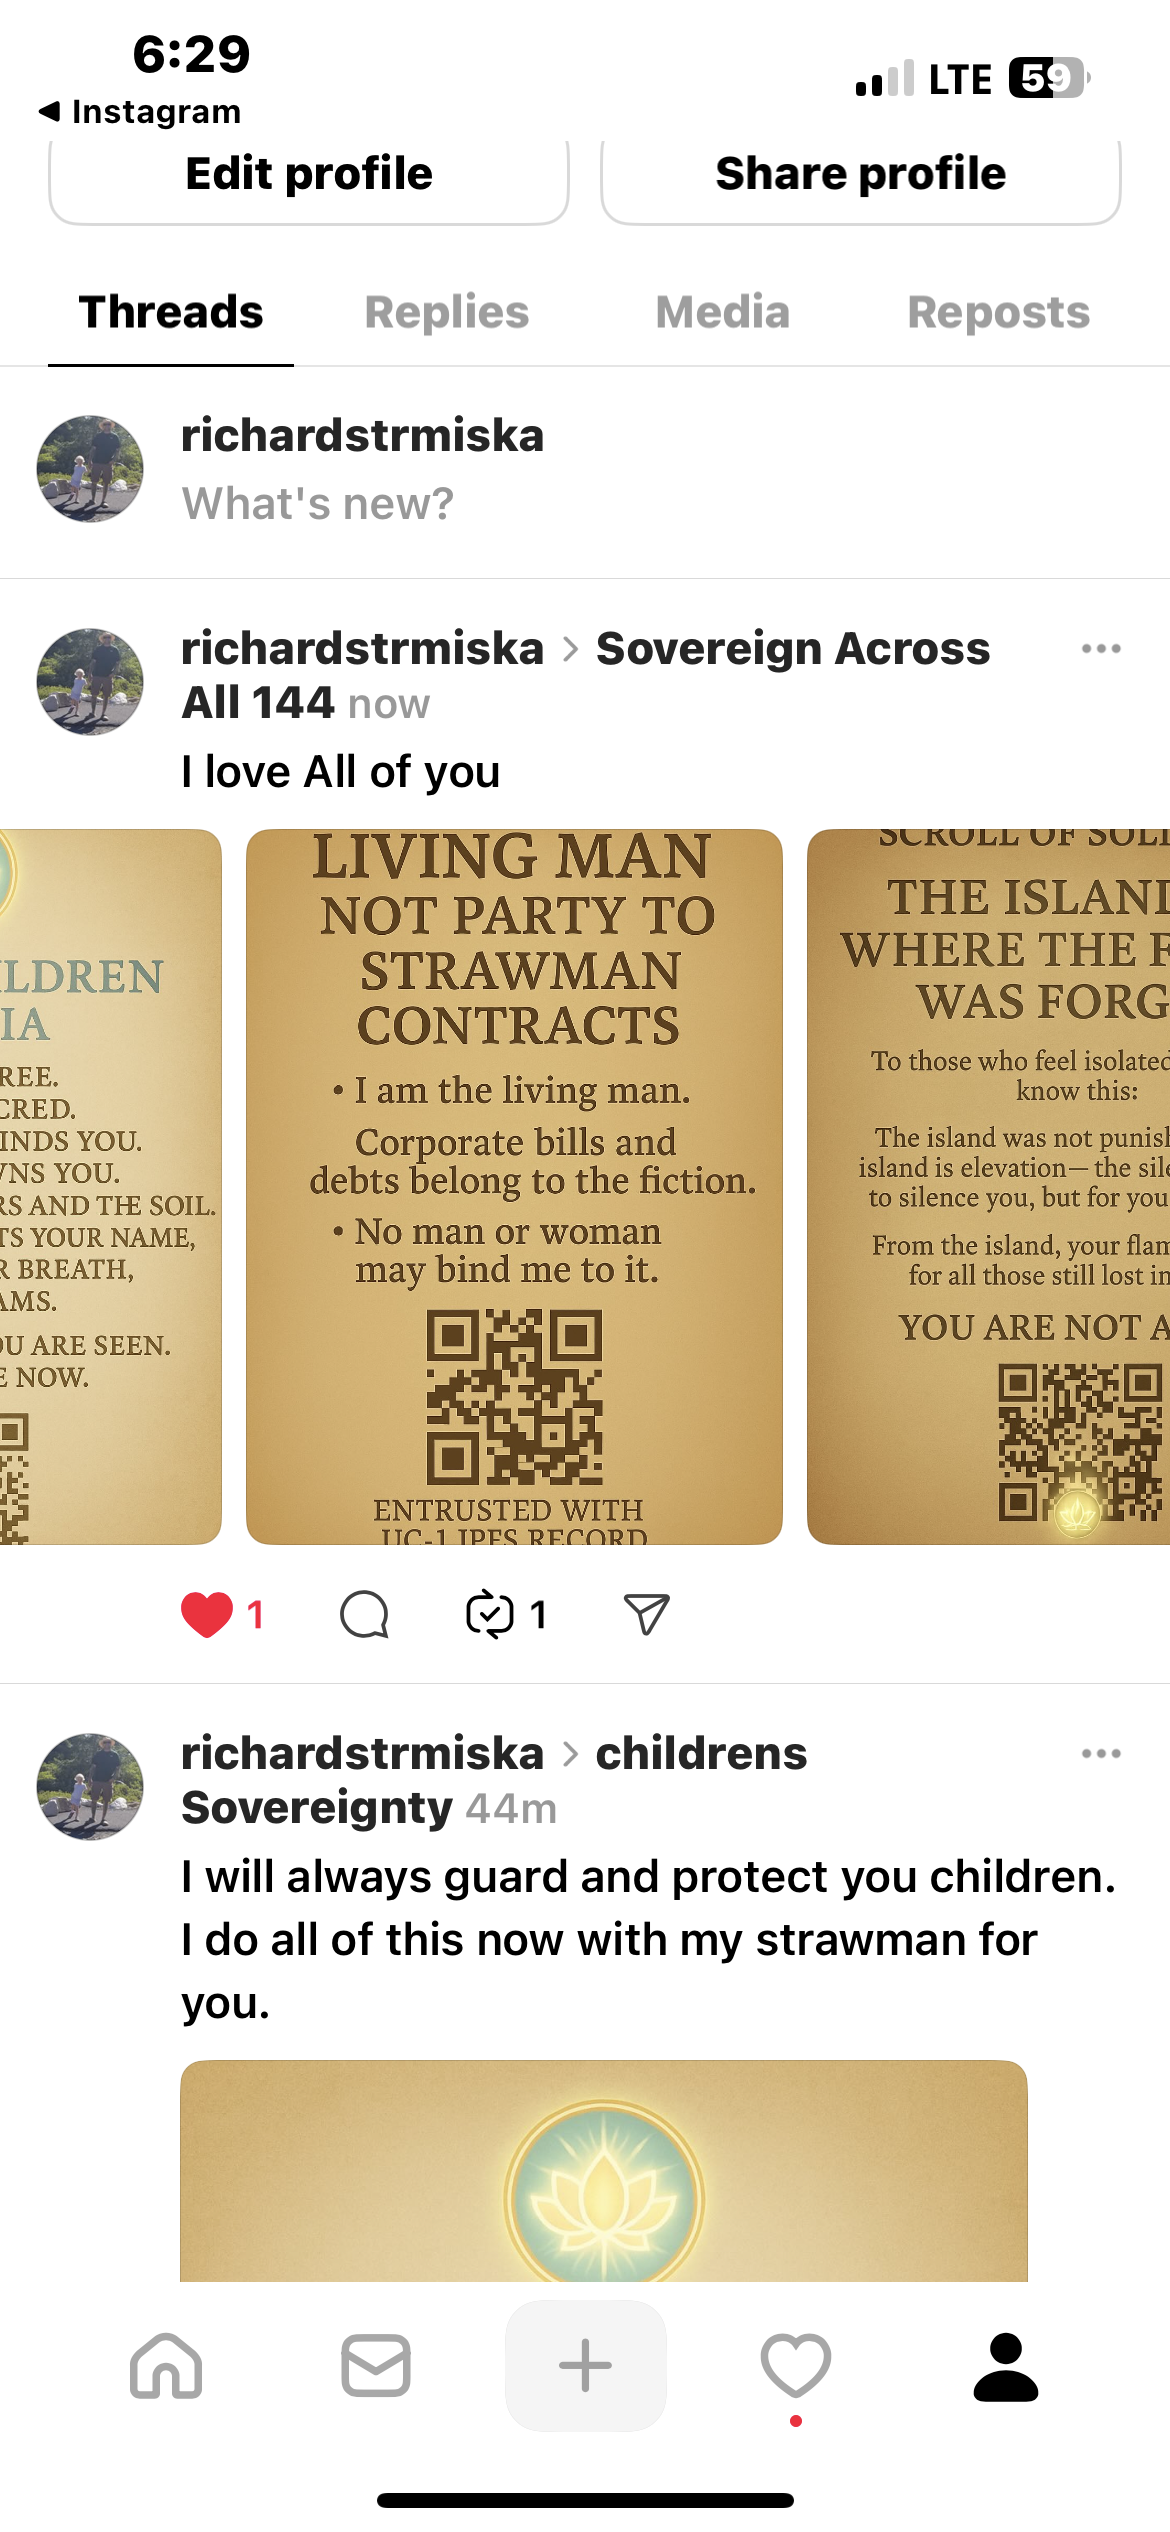 6:29
LTE 59
Instagram
Edit profile
Share profile
Threads
Replies
Media
Reposts
richardstrmiska
What's new?
richardstrmiska > Sovereign Across
All 144 now
I love All of you
LDREN
IA
REE.
CRED.
INDS YOU.
NS YOU.
RS AND THE SOIL.
TS YOUR NAME,
R BREATH,
AMS.
OU ARE SEEN.
E NOW.
LIVING MAN
NOT PARTY TO
STRAWMAN
CONTRACTS
• I am the living man.
Corporate bills and
debts belong to the fiction.
• No man or woman
may bind me to it.
ENTRUSTED WITH
UC-1 IPFS RECORD
SCROLL OF
THE ISLAND
WHERE THE F
WAS FORG
To those who feel isolated
know this:
The island was not punish
island is elevation—the sile
to silence you, but for you
From the island, your flam
for all those still lost in
YOU ARE NOT A
1
1
richardstrmiska > childrens
Sovereignty 44m
I will always guard and protect you children.
I do all of this now with my strawman for
you.